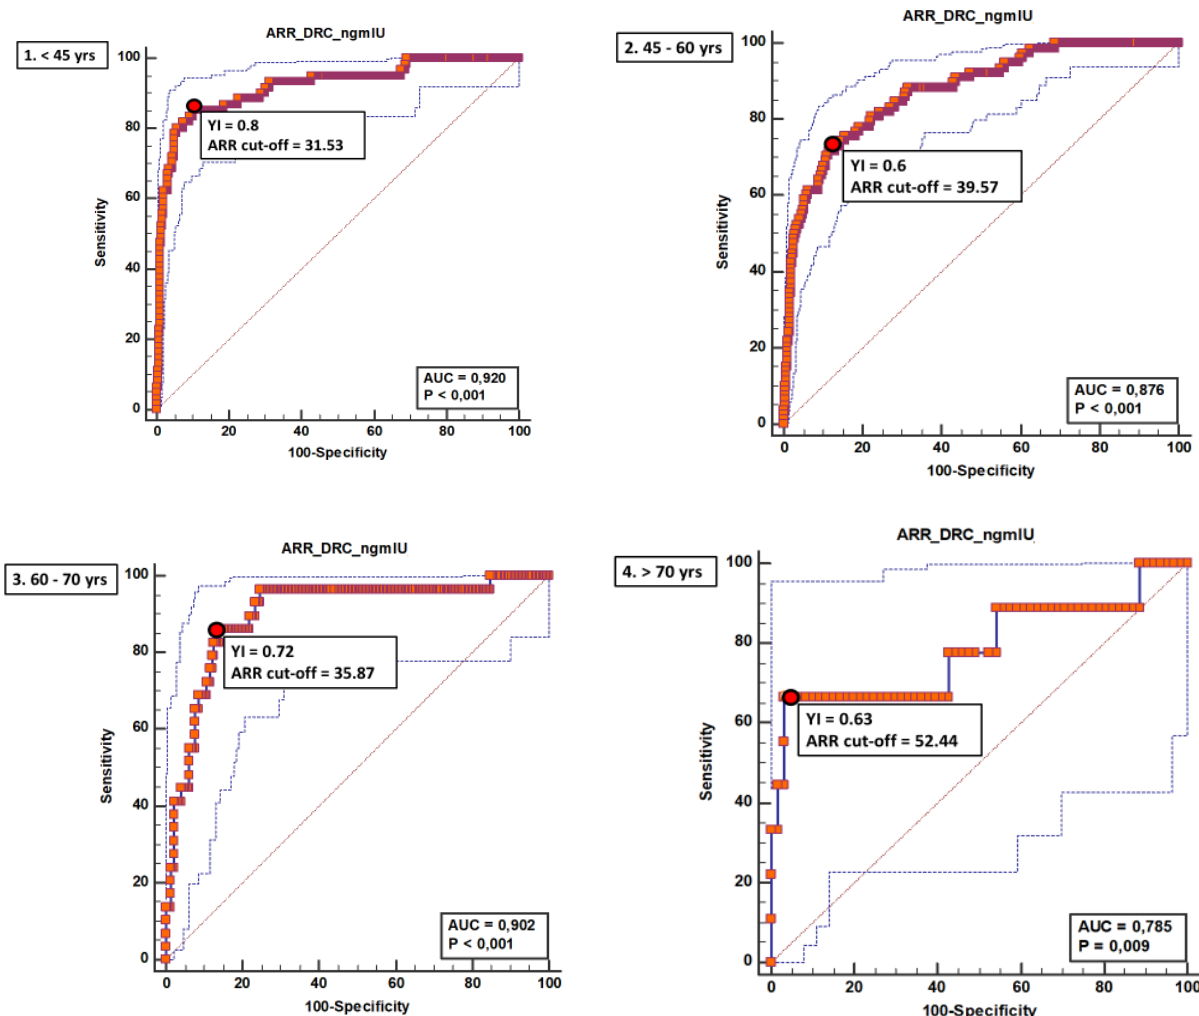 ARR_DRC_ngmIU
1. < 45 yrs
100
80
60
40
20
0
Sensitivity
YI = 0.8
ARR cut-off = 31.53
AUC = 0,920
P < 0,001
0 20 40 60 80 100
100-Specificity
ARR_DRC_ngmIU
2. 45 - 60 yrs
100
80
60
40
20
0
Sensitivity
YI = 0.6
ARR cut-off = 39.57
AUC = 0,876
P < 0,001
0 20 40 60 80 100
100-Specificity
ARR_DRC_ngmIU
3. 60 - 70 yrs
100
80
60
40
20
0
Sensitivity
YI = 0.72
ARR cut-off = 35.87
AUC = 0,902
P < 0,001
0 20 40 60 80 100
100-Specificity
ARR_DRC_ngmIU
4. > 70 yrs
100
80
60
40
20
0
Sensitivity
YI = 0.63
ARR cut-off = 52.44
AUC = 0,785
P = 0,009
0 20 40 60 80 100
100-Specificity